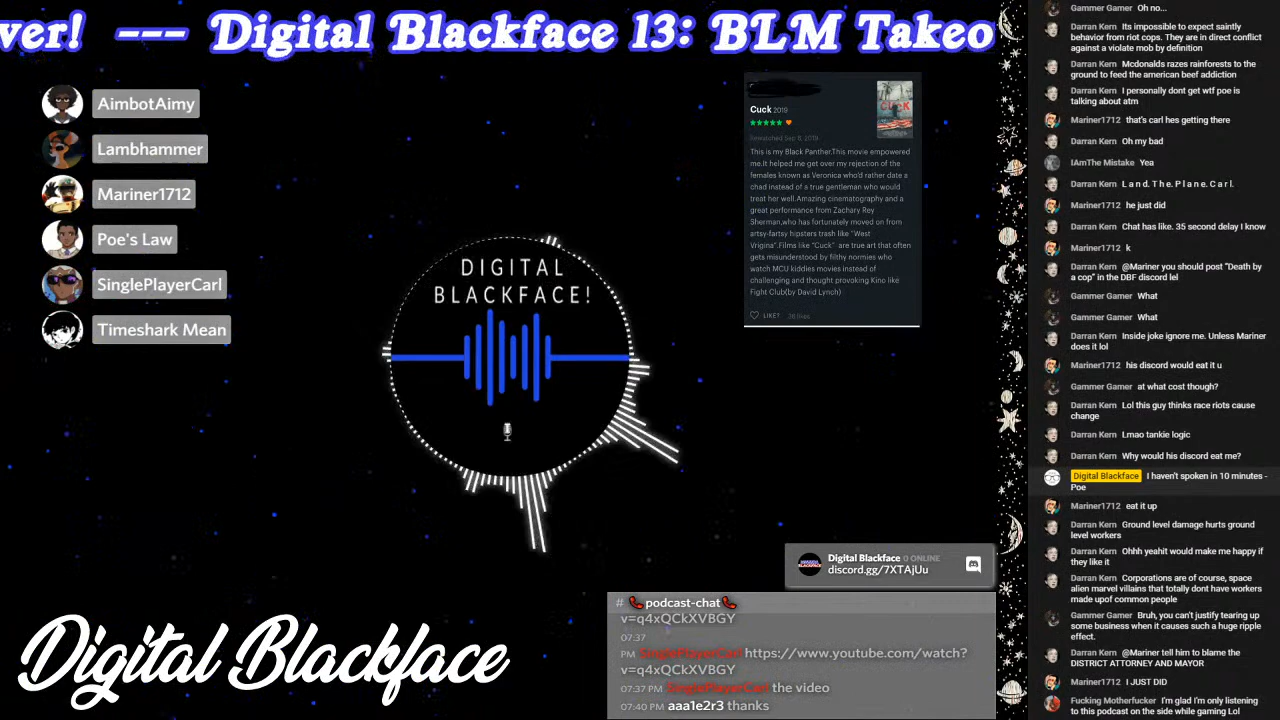 ver! --- Digital Blackface 13: BLM Takeo
AimbotAimy
Lambhammer
Mariner1712
Poe's Law
SinglePlayerCarl
Timeshark Mean
DIGITAL
BLACKFACE!
Cuck 2019
Rewatched Sep 8, 2019
This is my Black Panther.This movie empowered
me.It helped me get over my rejection of the
females known as Veronica who'd rather date a
chad instead of a true gentleman who would
treat her well.Amazing cinematography and a
great performance from Zachary Rey
Sherman,who has fortunately moved on from
artsy-fartsy hipsters trash like "West
Virigina".Films like "Cuck" are true art that often
gets misunderstood by filthy normies who
watch MCU kiddies movies instead of
challenging and thought provoking Kino like
Fight Club(by David Lynch)
LIKE?
likes
CUCK
Digital Blackface 0 ONLINE
discord.gg/7XTAjUu
# podcast-chat
v=q4xQCkXVBGY
07:37
PM SinglePlayerCarl https://www.youtube.com/watch?
v=q4xQCkXVBGY
07:37 PM SinglePlayerCarl the video
07:40 PM aaa1e2r3 thanks
Digital Blackface
Gammer Gamer Oh no...
Darran Kern Its impossible to expect saintly
behavior from riot cops. They are in direct conflict
against a violate mob by definition
Darran Kern Mcdonalds razes rainforests to the
ground to feed the american beef addiction
Darran Kern I personally dont get wtf poe is
talking about atm
Mariner1712 that's carl hes getting there
Darran Kern Oh my bad
IAmThe Mistake Yea
Darran Kern L a n d. T h e. P l a n e. C a r l.
Mariner1712 he just did
Darran Kern Chat has like. 35 second delay I know
Mariner1712 k
Darran Kern @Mariner you should post "Death by
a cop" in the DBF discord lel
Gammer Gamer What
Gammer Gamer What
Darran Kern Inside joke ignore me. Unless Mariner
does it lol
Mariner1712 his discord would eat it u
Gammer Gamer at what cost though?
Darran Kern Lol this guy thinks race riots cause
change
Darran Kern Lmao tankie logic
Darran Kern Why would his discord eat me?
Digital Blackface I haven't spoken in 10 minutes -
Poe
Mariner1712 eat it up
Darran Kern Ground level damage hurts ground
level workers
Darran Kern Ohhh yeahit would make me happy if
they like it
Darran Kern Corporations are of course, space
alien marvel villains that totally dont have workers
made upof common people
Gammer Gamer Bruh, you can't justify tearing up
some business when it causes such a huge ripple
effect.
Darran Kern @Mariner tell him to blame the
DISTRICT ATTORNEY AND MAYOR
Mariner1712 I JUST DID
Fucking Motherfucker I'm glad I'm only listening
to this podcast on the side while gaming Lol